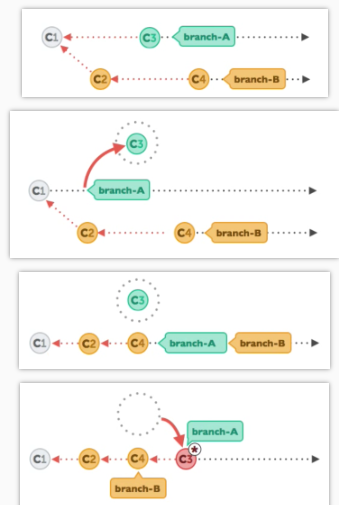 C1 C3 branch-A
C2 C4 branch-B
C3
C1 branch-A
C2 C4 branch-B
C3
C1 C2 C4 branch-A branch-B
branch-A
C1 C2 C4 C3 *
branch-B